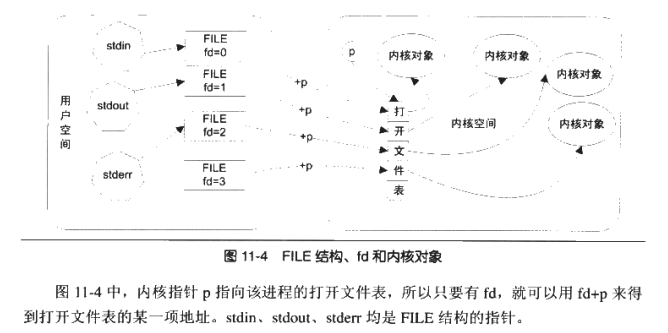 stdin
FILE
fd=0
p
内核对象
内核对象
内核对象
FILE
fd=1
+p
stdout
用户空间
+p
打开文件表
内核空间
内核对象
FILE
fd=2
+p
stderr
FILE
fd=3
+p
图 11-4 FILE 结构、fd 和内核对象
图 11-4 中，内核指针 p 指向该进程的打开文件表，所以只要有 fd，就可以用 fd+p 来得
到打开文件表的某一项地址。stdin、stdout、stderr 均是 FILE 结构的指针。